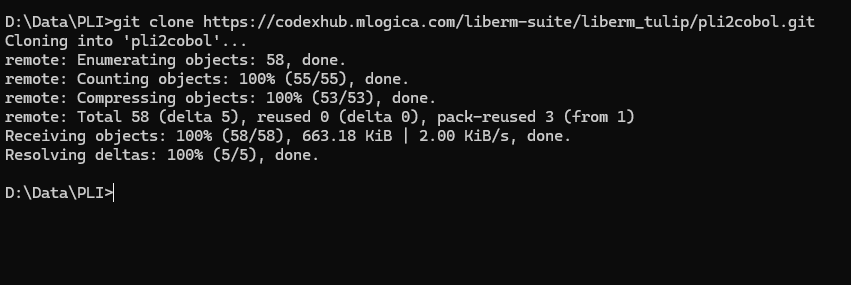 D:\Data\PLI>git clone https://codexhub.mlogica.com/liberm-suite/liberm_tulip/pli2cobol.git
Cloning into 'pli2cobol'...
remote: Enumerating objects: 58, done.
remote: Counting objects: 100% (55/55), done.
remote: Compressing objects: 100% (53/53), done.
remote: Total 58 (delta 5), reused 0 (delta 0), pack-reused 3 (from 1)
Receiving objects: 100% (58/58), 663.18 KiB | 2.00 KiB/s, done.
Resolving deltas: 100% (5/5), done.
D:\Data\PLI>